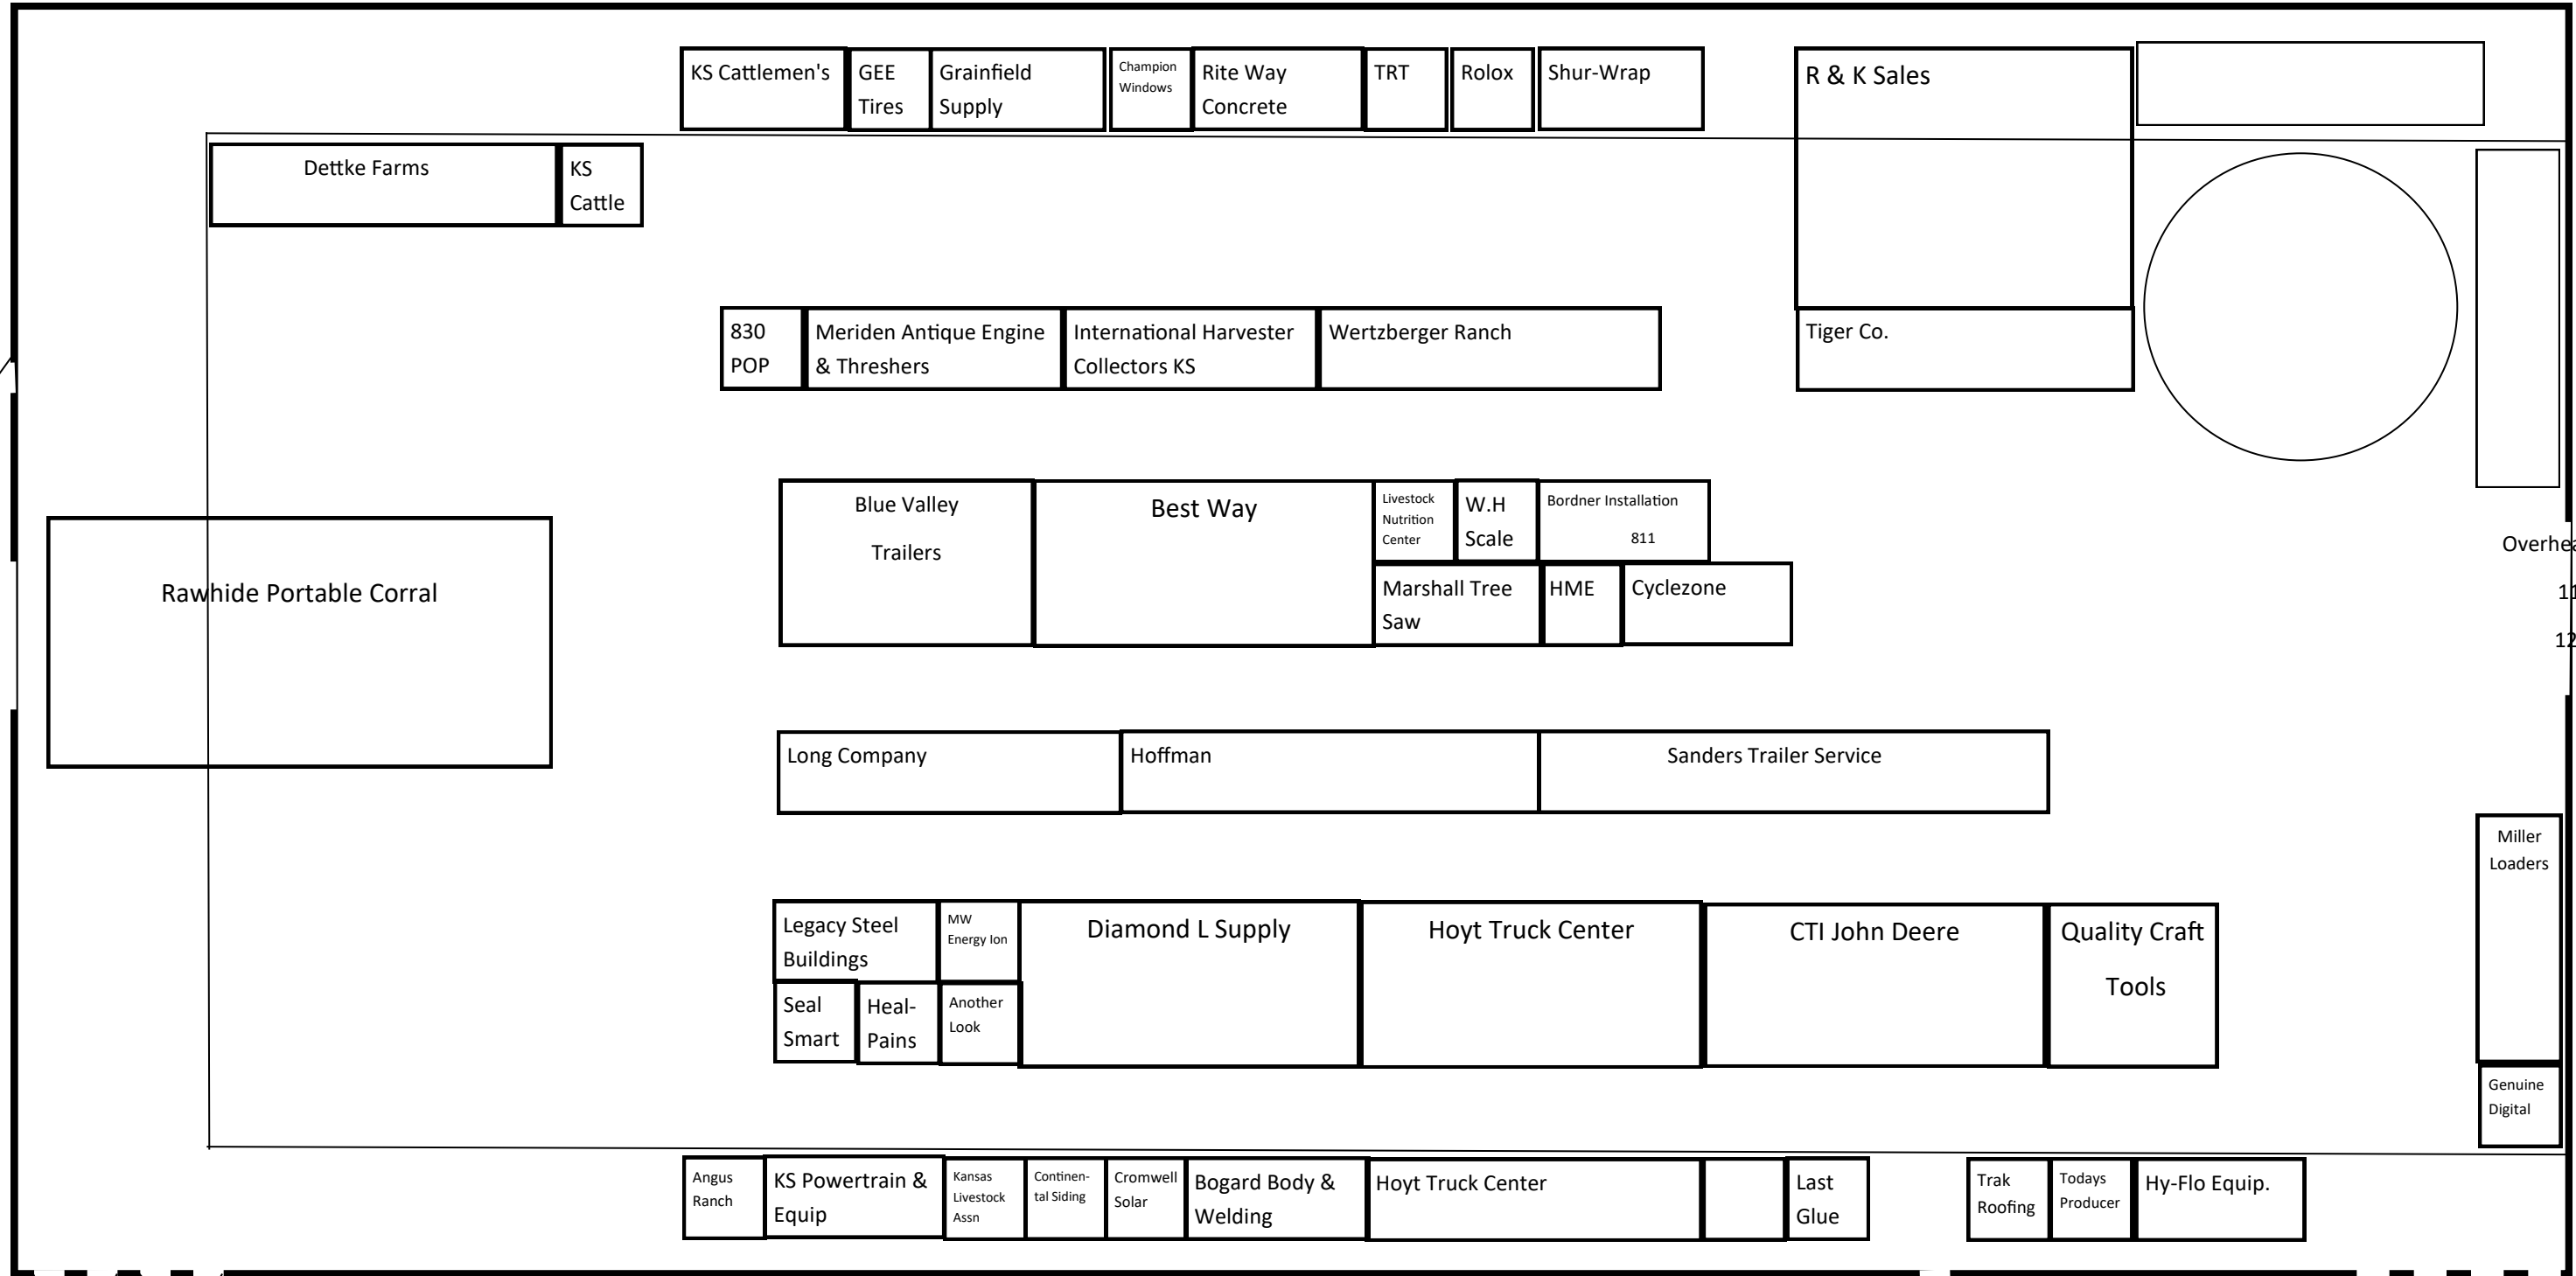 KS Cattlemen's
GEE
Tires
Grainfield
Supply
Champion
Windows
Rite Way
Concrete
TRT
Rolox
Shur-Wrap
R & K Sales
Dettke Farms
KS
Cattle
830
POP
Meriden Antique Engine
& Threshers
International Harvester
Collectors KS
Wertzberger Ranch
Tiger Co.
Blue Valley
Trailers
Best Way
Livestock
Nutrition
Center
W.H
Scale
Bordner Installation
811
Marshall Tree
Saw
HME
Cyclezone
Overhea
11
12
Rawhide Portable Corral
Long Company
Hoffman
Sanders Trailer Service
Miller
Loaders
Legacy Steel
Buildings
MW
Energy Ion
Diamond L Supply
Hoyt Truck Center
CTI John Deere
Quality Craft
Tools
Seal
Smart
Heal-
Pains
Another
Look
Genuine
Digital
Angus
Ranch
KS Powertrain &
Equip
Kansas
Livestock
Assn
Continen-
tal Siding
Cromwell
Solar
Bogard Body &
Welding
Hoyt Truck Center
Last
Glue
Trak
Roofing
Todays
Producer
Hy-Flo Equip.